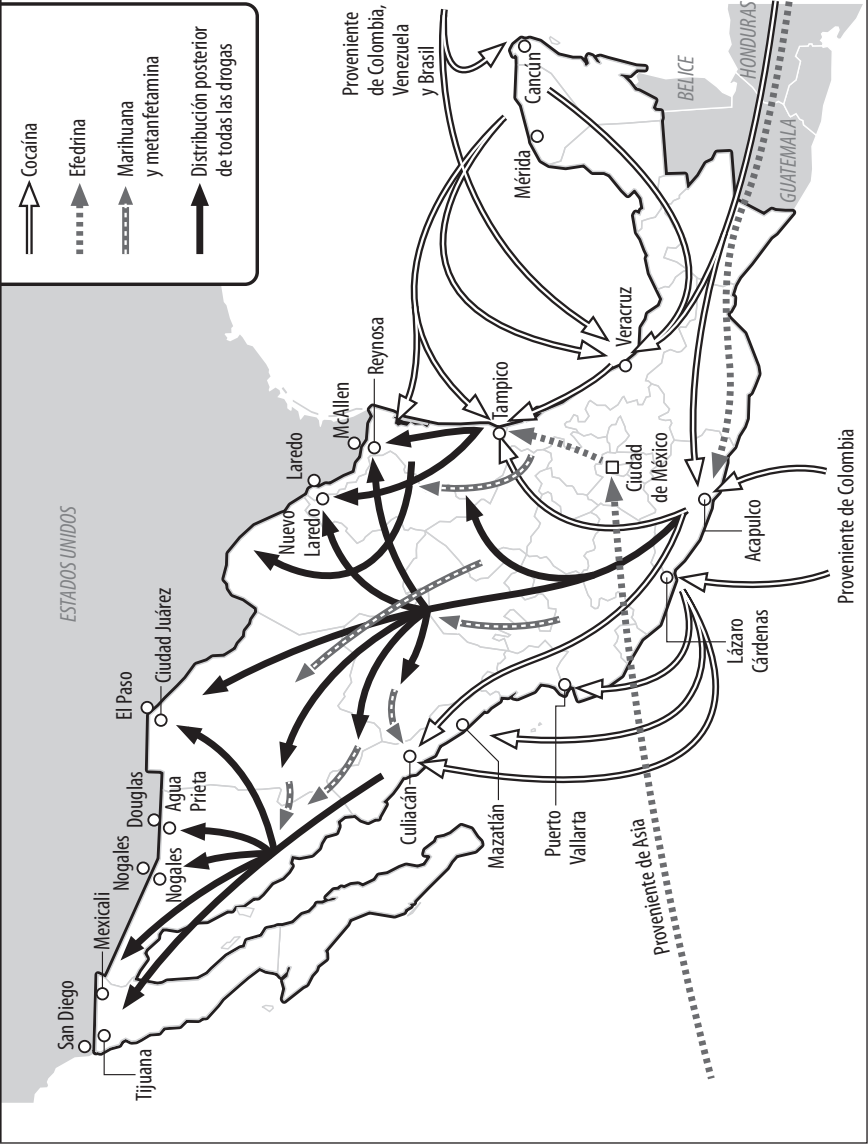 Cocaína
Efedrina
Marihuana
y metanfetamina
Distribución posterior
de todas las drogas
ESTADOS UNIDOS
San Diego
Tijuana
Mexicali
Nogales
Nogales
Douglas
Agua
Prieta
El Paso
Ciudad Juárez
Laredo
Nuevo
Laredo
McAllen
Reynosa
Tampico
Veracruz
Proveniente
de Colombia,
Venezuela
y Brasil
Cancún
Mérida
BELICE
HONDURAS
GUATEMALA
Culiacán
Mazatlán
Puerto
Vallarta
Lázaro
Cárdenas
Acapulco
Ciudad
de México
Proveniente de Asia
Proveniente de Colombia